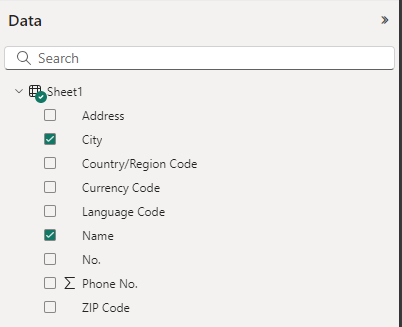 Data
Search
Sheet1
Address
City
Country/Region Code
Currency Code
Language Code
Name
No.
Σ Phone No.
ZIP Code